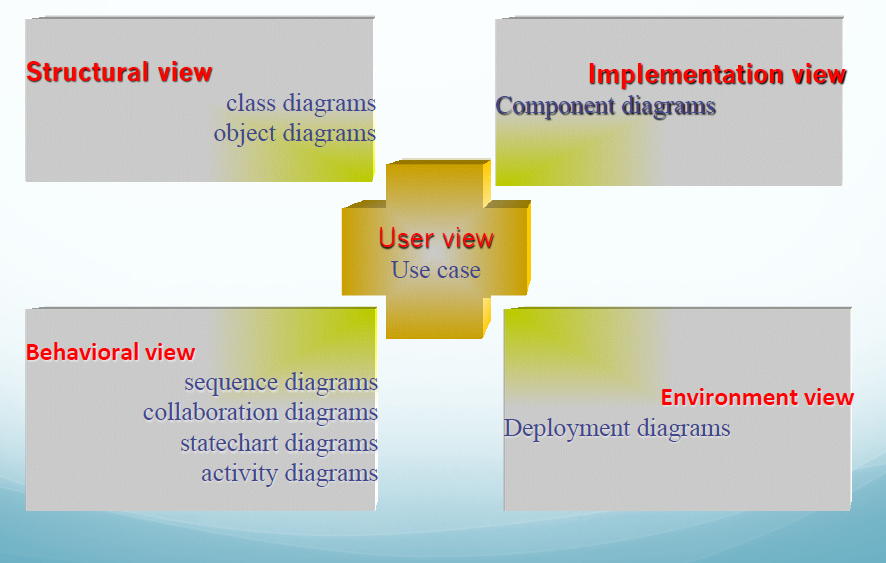 Structural view
class diagrams
object diagrams
Implementation view
Component diagrams
User view
Use case
Behavioral view
sequence diagrams
collaboration diagrams
statechart diagrams
activity diagrams
Environment view
Deployment diagrams